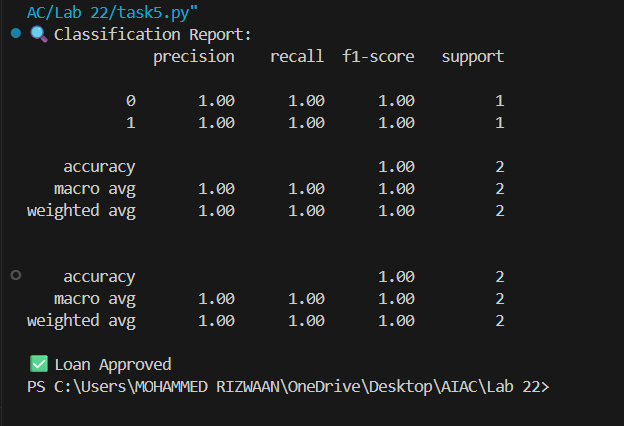 AC/Lab 22/task5.py"
🔍 Classification Report:
precision recall f1-score support
0 1.00 1.00 1.00 1
1 1.00 1.00 1.00 1
accuracy 1.00 2
macro avg 1.00 1.00 1.00 2
weighted avg 1.00 1.00 1.00 2
accuracy 1.00 2
macro avg 1.00 1.00 1.00 2
weighted avg 1.00 1.00 1.00 2
✅ Loan Approved
PS C:\Users\MOHAMMED RIZWAAN\OneDrive\Desktop\AIAC\Lab 22>